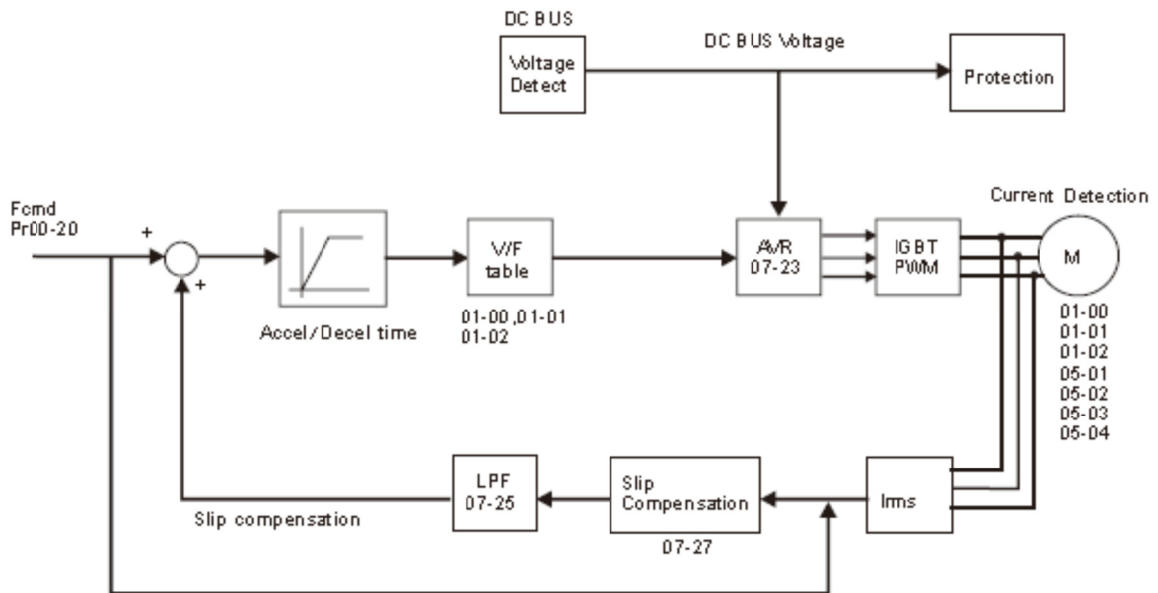 DC BUS
DC BUS Voltage
Voltage
Detect
Protection
Fcmd
Pr00-20
+
+
Accel/Decel time
V/F
table
01-00 ,01-01
01-02
AVR
07-23
IGBT
PWM
Current Detection
M
01-00
01-01
01-02
05-01
05-02
05-03
05-04
LPF
07-25
Slip
Compensation
07-27
Irms
Slip compensation